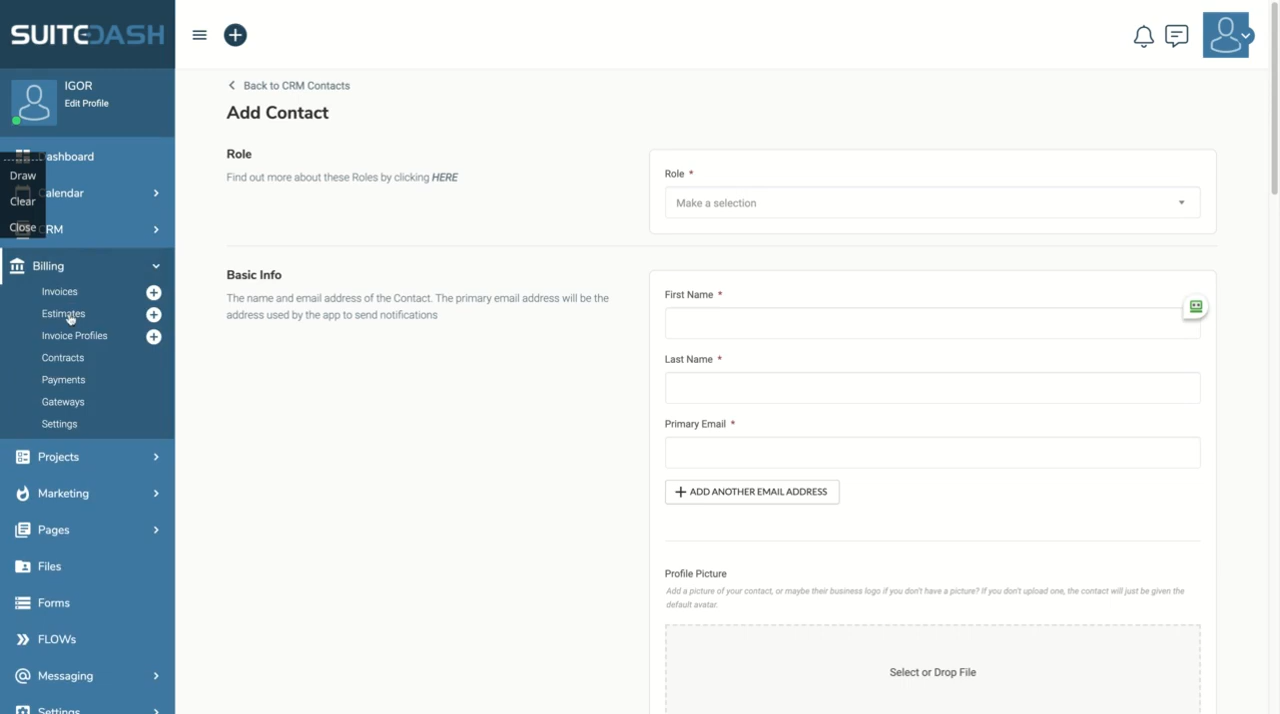 SUITEDASH
IGOR
Edit Profile
Dashboard
Draw
Calendar
Clear
Close
CRM
Billing
Invoices
Estimates
Invoice Profiles
Contracts
Payments
Gateways
Settings
Projects
Marketing
Pages
Files
Forms
FLOWs
Messaging
Settings
Back to CRM Contacts
Add Contact
Role
Find out more about these Roles by clicking HERE
Role *
Make a selection
Basic Info
The name and email address of the Contact. The primary email address will be the
address used by the app to send notifications
First Name *
Last Name *
Primary Email *
ADD ANOTHER EMAIL ADDRESS
Profile Picture
Add a picture of your contact, or maybe their business logo if you don't have a picture? If you don't upload one, the contact will just be given the
default avatar.
Select or Drop File